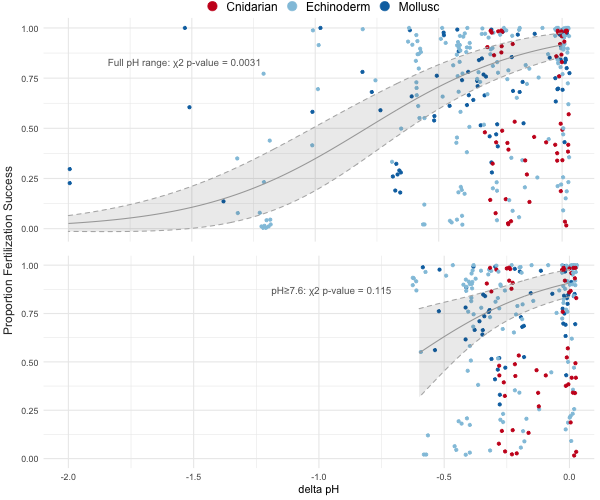 Cnidarian Echinoderm Mollusc
1.00
Full pH range: χ2 p-value = 0.0031
0.75
0.50
0.25
0.00
Proportion Fertilization Success
1.00
pH≥7.6: χ2 p-value = 0.115
0.75
0.50
0.25
0.00
-2.0 -1.5 -1.0 -0.5 0.0
delta pH